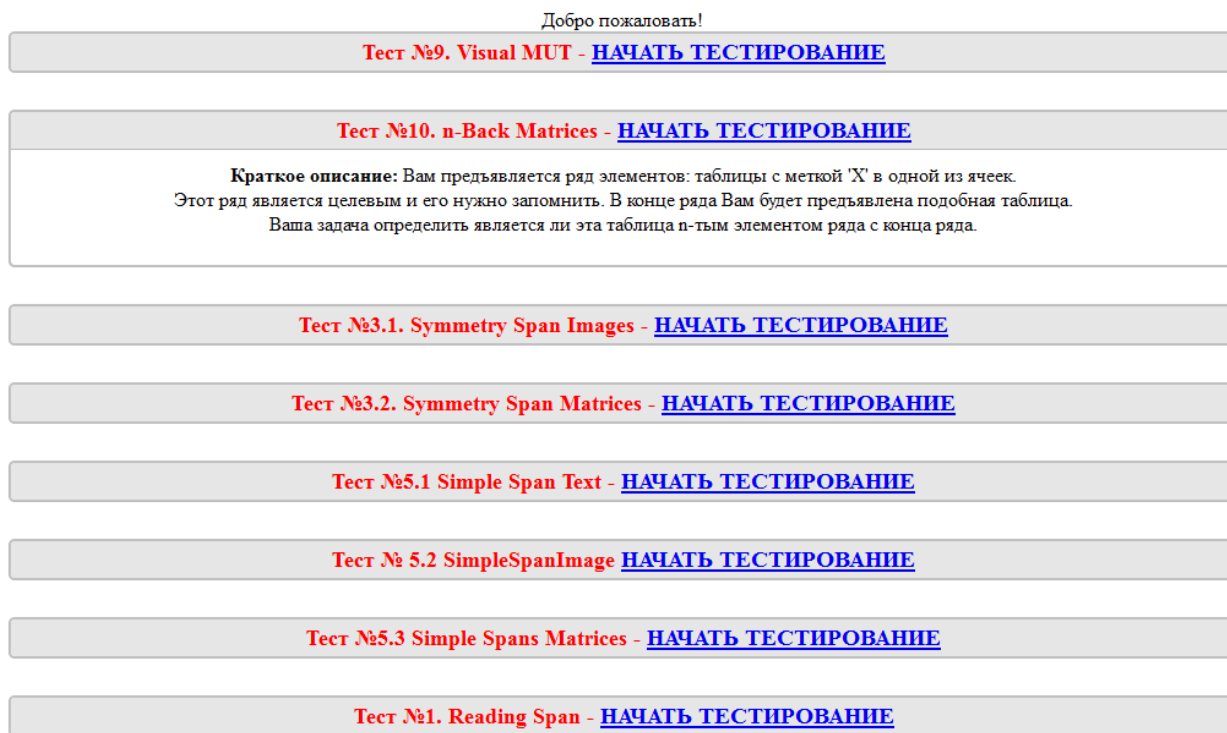 Добро пожаловать!
Тест №9. Visual MUT - НАЧАТЬ ТЕСТИРОВАНИЕ
Тест №10. n-Back Matrices - НАЧАТЬ ТЕСТИРОВАНИЕ
Краткое описание: Вам предъявляется ряд элементов: таблицы с меткой 'X' в одной из ячеек.
Этот ряд является целевым и его нужно запомнить. В конце ряда Вам будет предъявлена подобная таблица.
Ваша задача определить является ли эта таблица n-тым элементом ряда с конца ряда.
Тест №3.1. Symmetry Span Images - НАЧАТЬ ТЕСТИРОВАНИЕ
Тест №3.2. Symmetry Span Matrices - НАЧАТЬ ТЕСТИРОВАНИЕ
Тест №5.1 Simple Span Text - НАЧАТЬ ТЕСТИРОВАНИЕ
Тест № 5.2 SimpleSpanImage НАЧАТЬ ТЕСТИРОВАНИЕ
Тест №5.3 Simple Spans Matrices - НАЧАТЬ ТЕСТИРОВАНИЕ
Тест №1. Reading Span - НАЧАТЬ ТЕСТИРОВАНИЕ